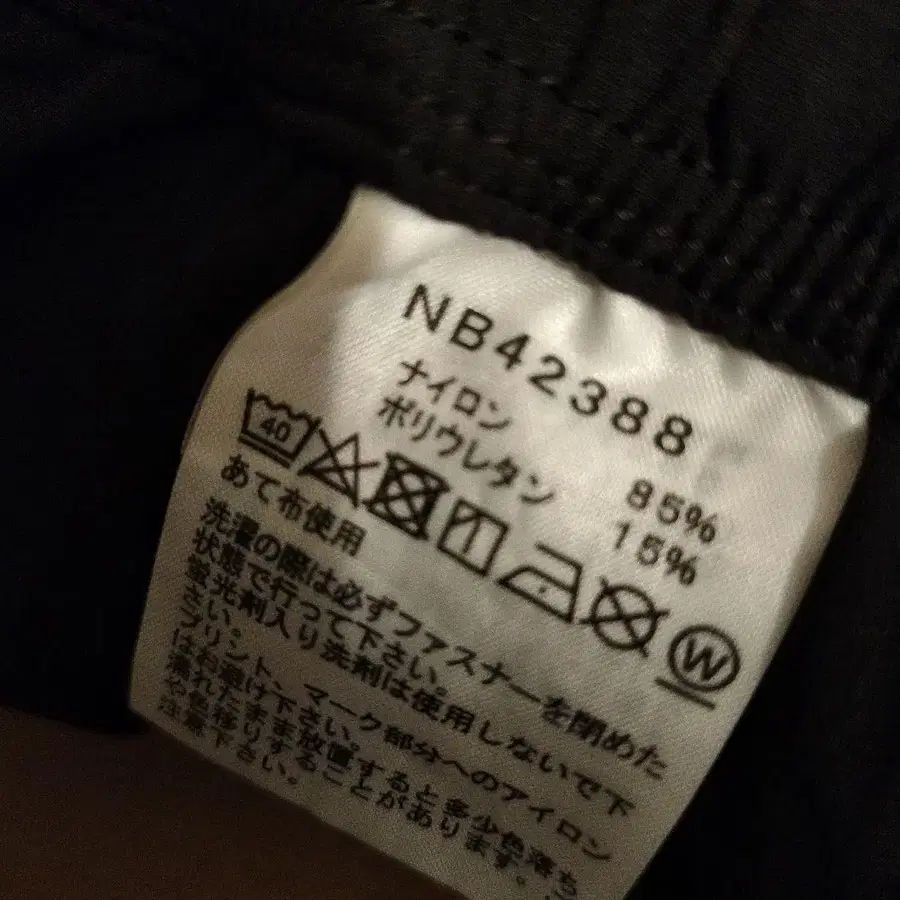 NB42388
ナイロン 85%
ポリウレタン 15%
40 W
あて布使用
洗濯の際は必ずファスナーを閉めた
状態で行って下さい。
蛍光剤入り洗剤は使用しないで下
さい。
プリント、マーク部分へのアイロン
はお避け下さい。
濡れたまま放置すると多少色落ち
や色移りすることがあります。
注意下さい。